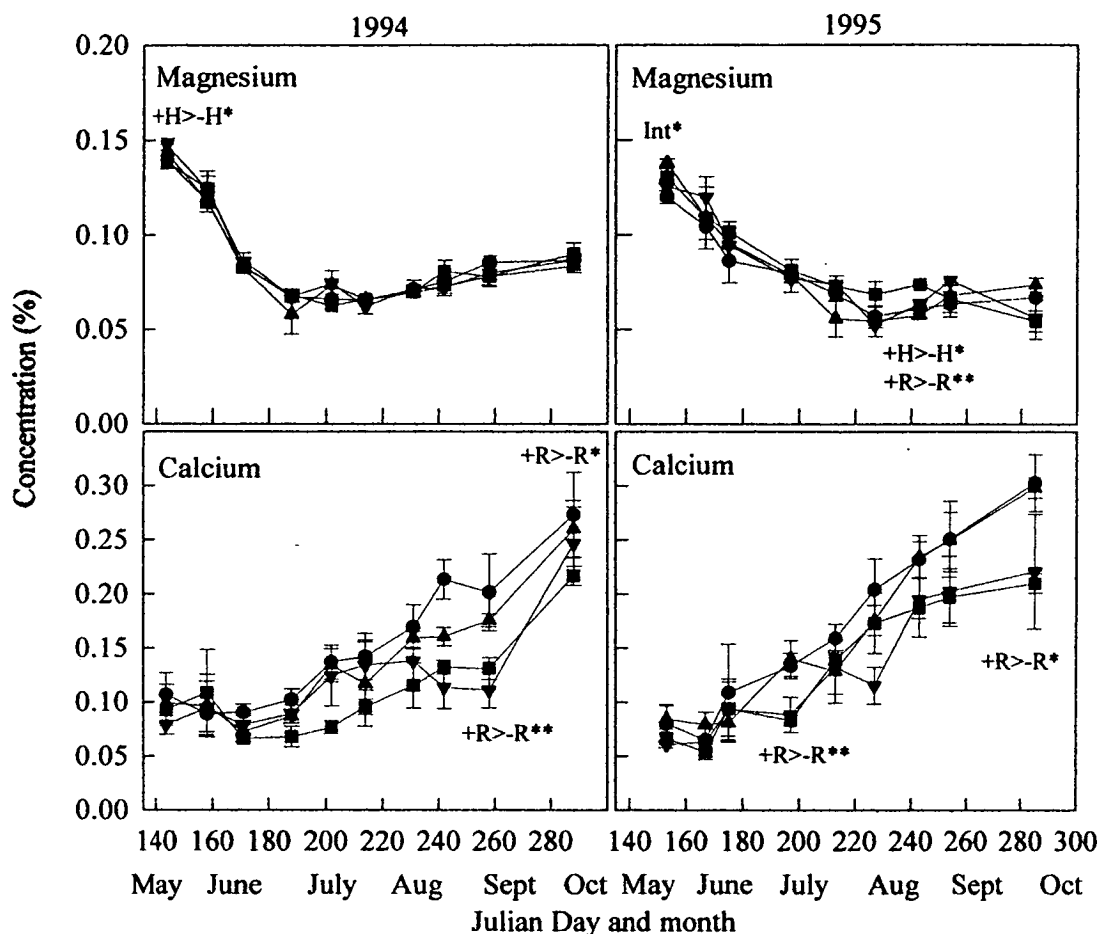 1994
1995
0.20
Magnesium
Magnesium
+H>-H*
Int*
0.15
0.10
0.05
+H>-H*
+R>-R**
0.00
Concentration (%)
Calcium
+R>-R*
Calcium
0.30
0.25
0.20
0.15
+R>-R*
0.10
+R>-R**
+R>-R**
0.05
0.00
140 160 180 200 220 240 260 280
140 160 180 200 220 240 260 280 300
May June July Aug Sept Oct
May June July Aug Sept Oct
Julian Day and month